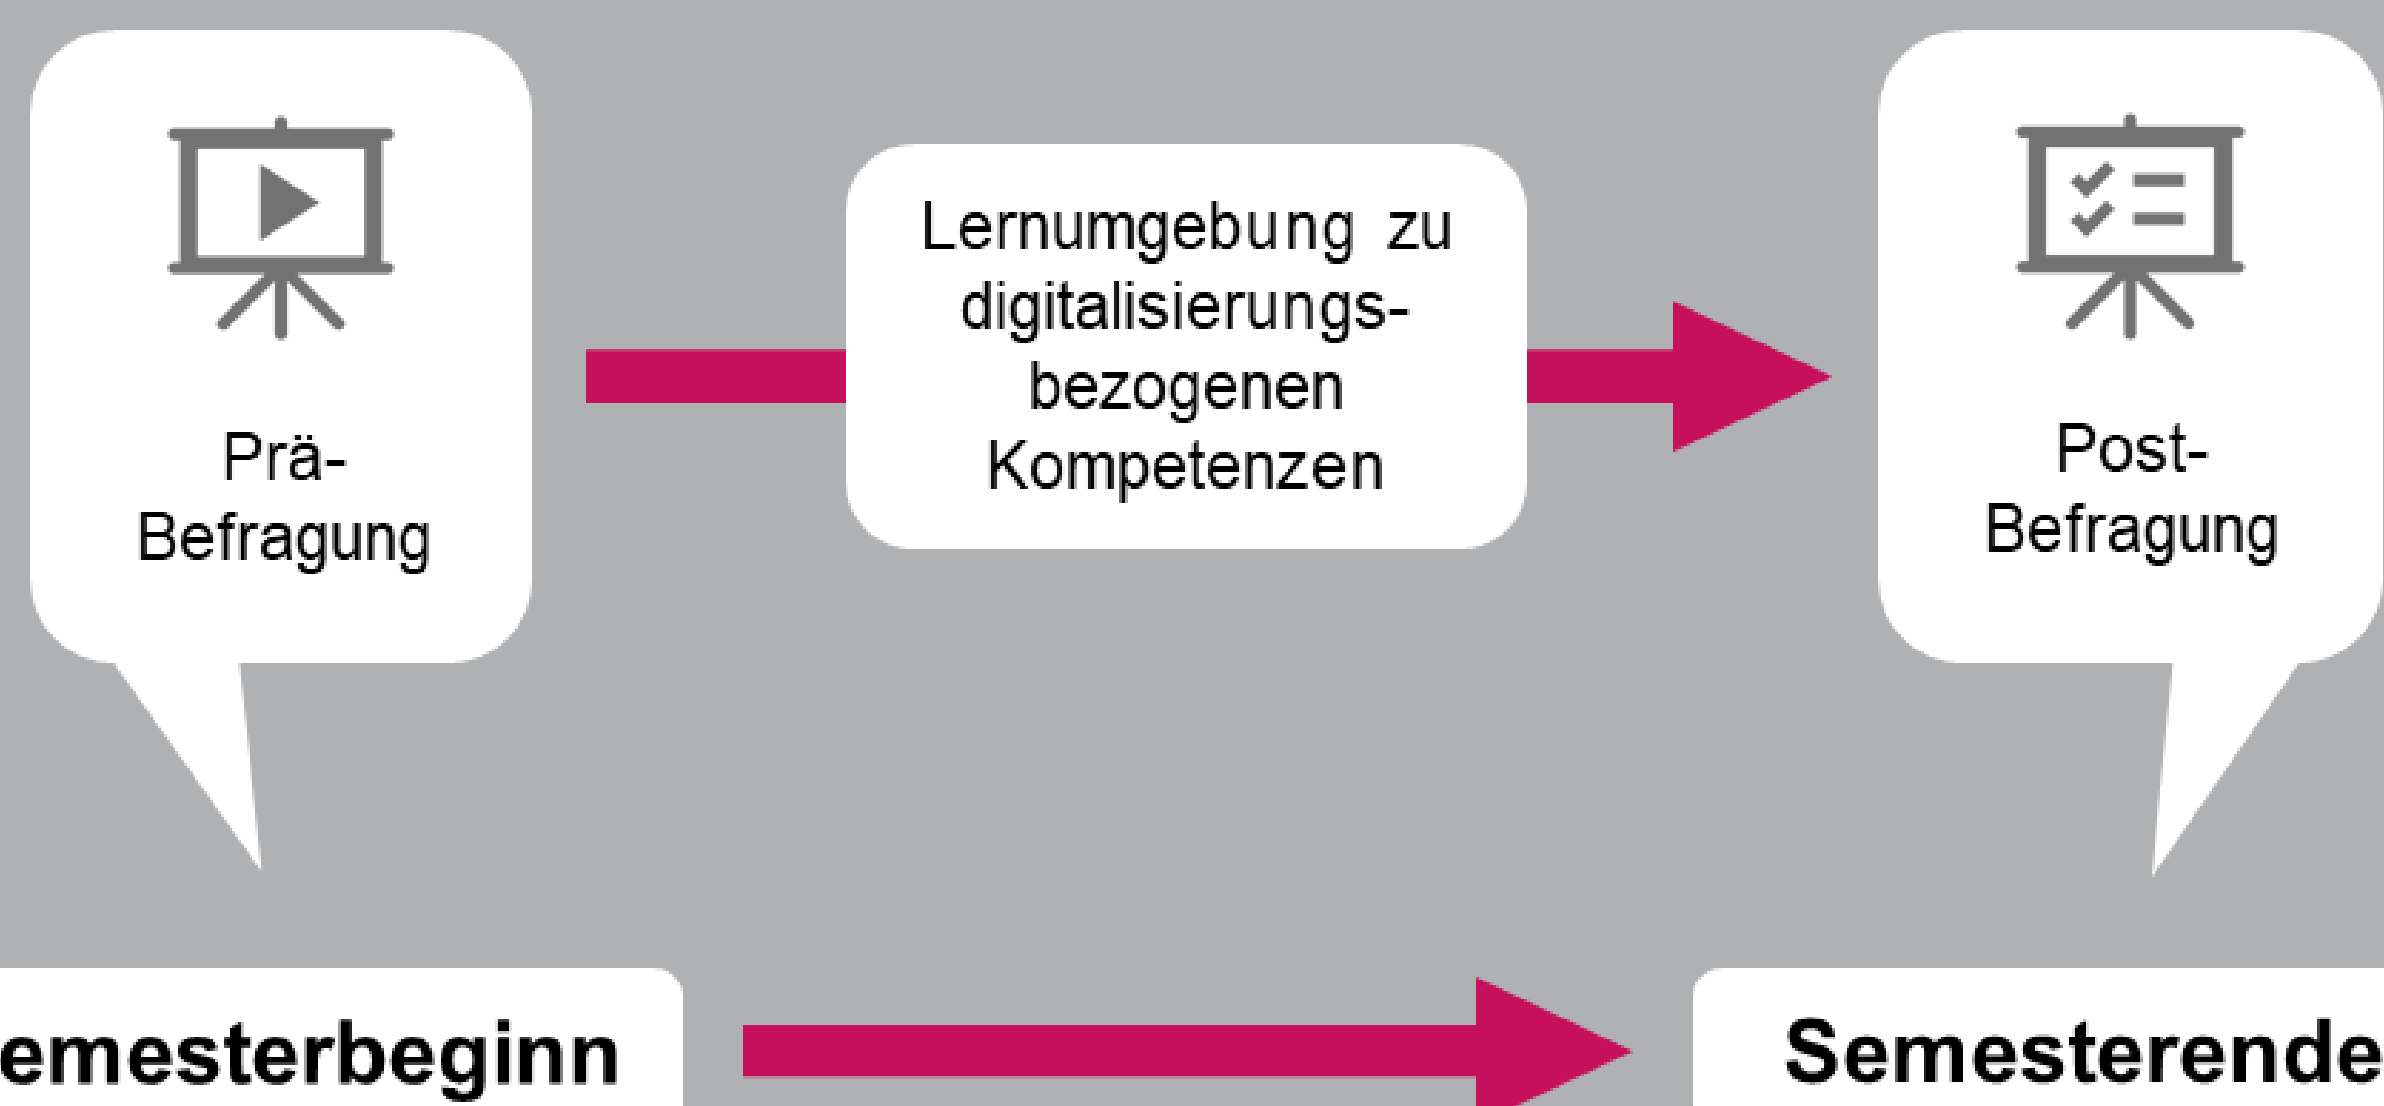 Prä-
Befragung
Lernumgebung zu
digitalisierungs-
bezogenen
Kompetenzen
Post-
Befragung
emesterbeginn
Semesterende